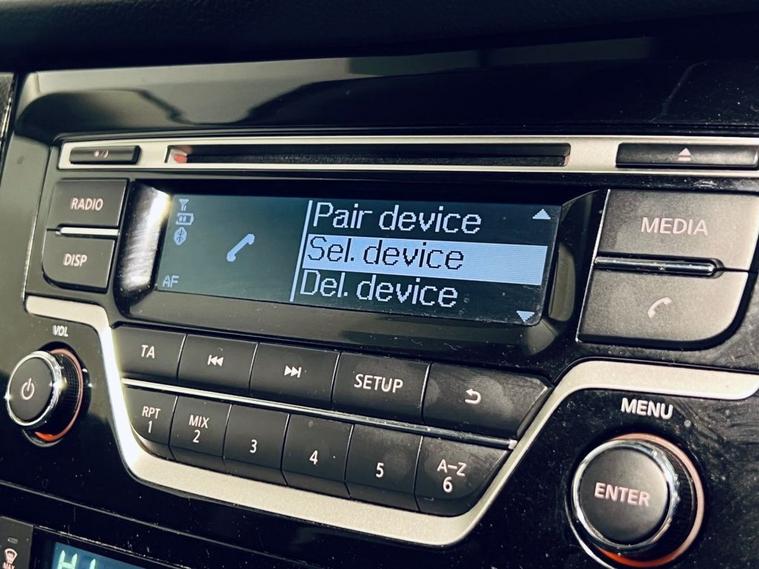 RADIO
DISP
AF
Pair device
Sel. device
Del. device
MEDIA
VOL
TA
SETUP
RPT
1
MIX
2
3
4
5
A-Z
6
MENU
ENTER